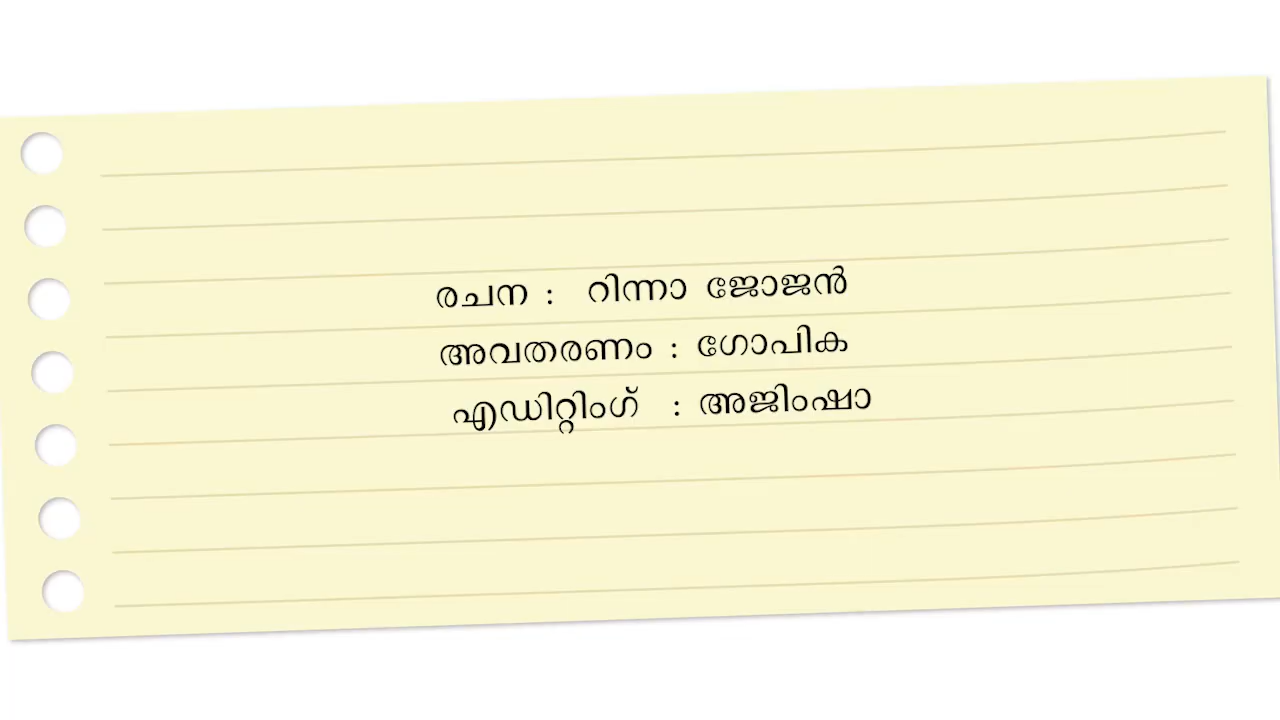 രചന : റിന്നാ ജോജൻ
അവതരണം : ഗോപിക
എഡിറ്റിംഗ് : അജിംഷാ